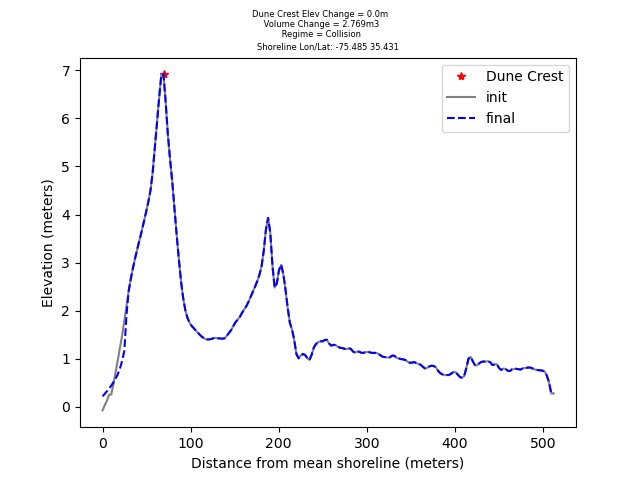 Dune Crest Elev Change = 0.0m
Volume Change = 2.769m3
Regime = Collision
Shoreline Lon/Lat: -75.485 35.431
Dune Crest
init
final
7
6
5
4
3
2
1
0
Elevation (meters)
0 100 200 300 400 500
Distance from mean shoreline (meters)